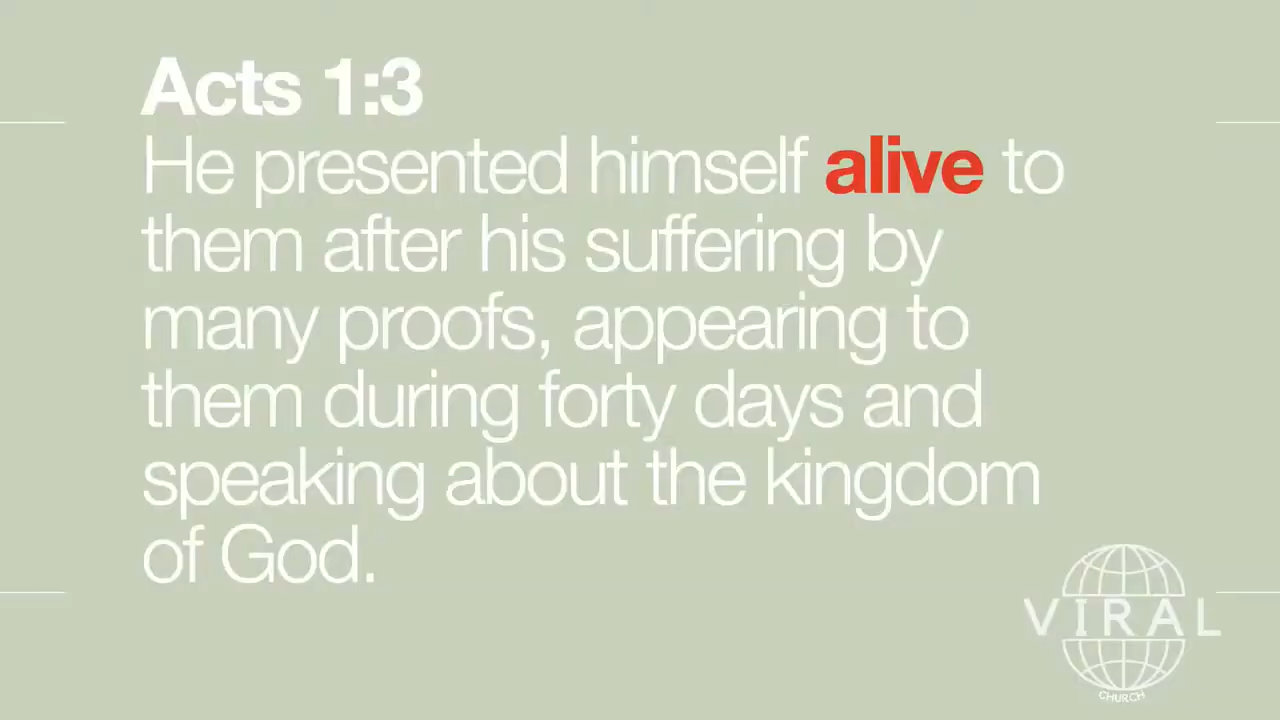 Acts 1:3
He presented himself alive to
them after his suffering by
many proofs, appearing to
them during forty days and
speaking about the kingdom
of God.
VIRAL
CHURCH